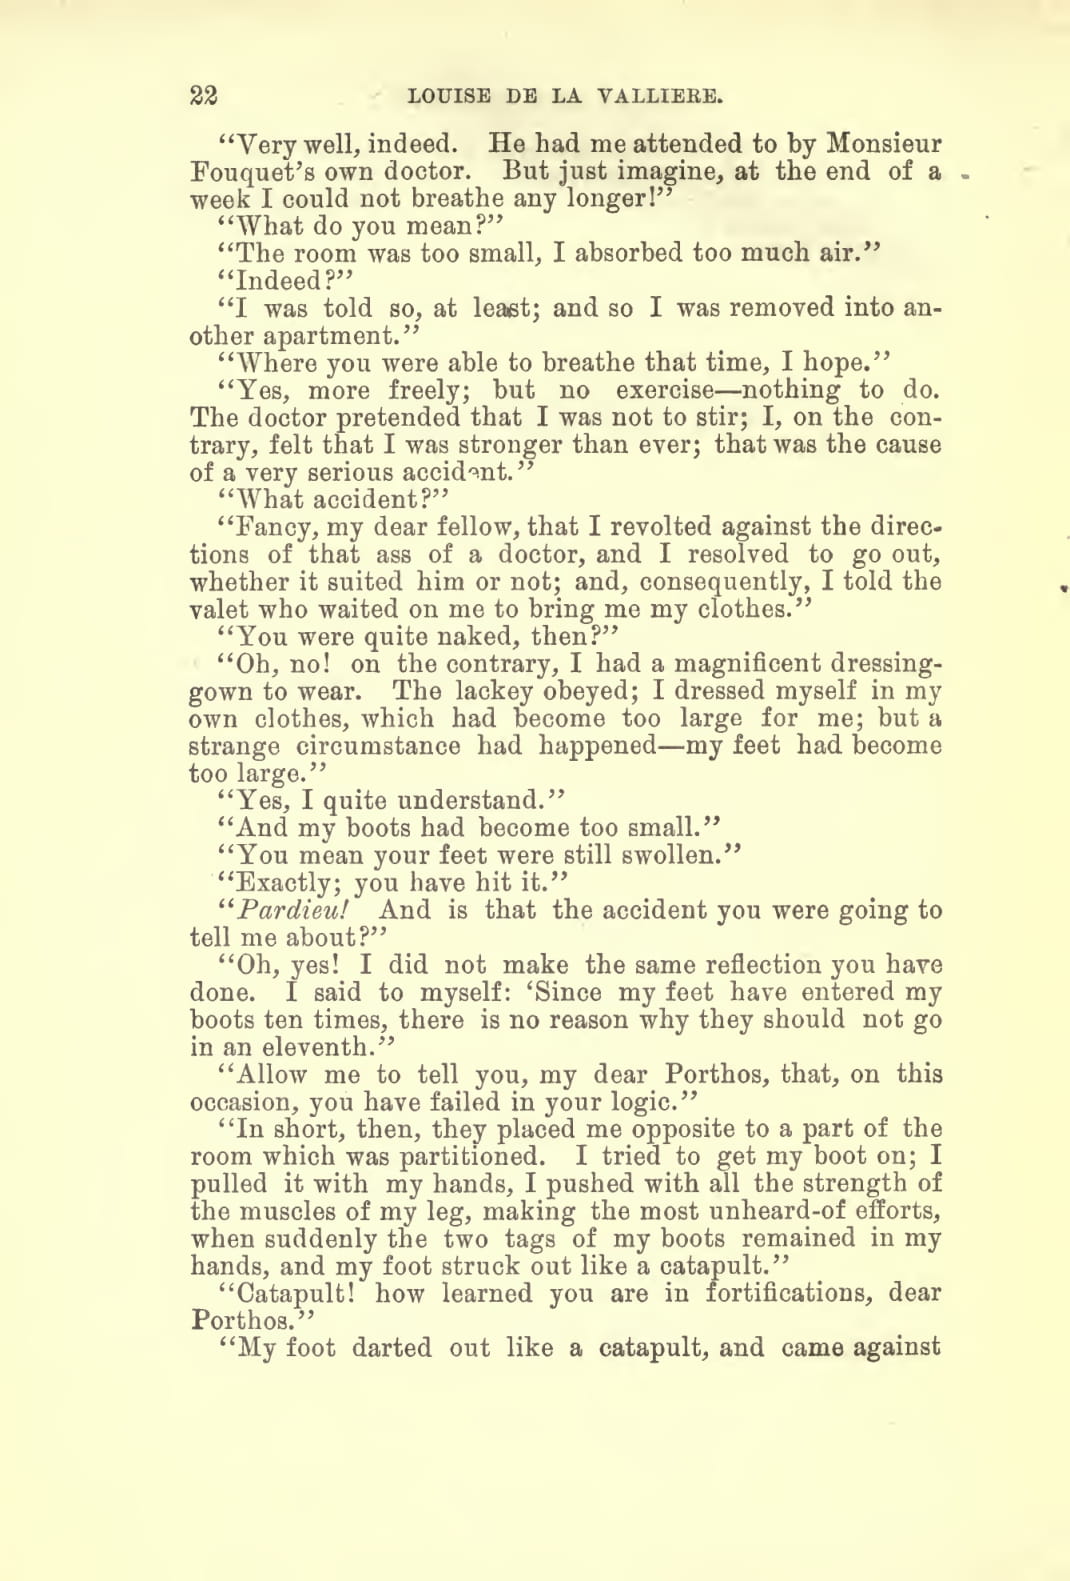 22 LOUISE DE LA VALLIERE.
“Very well, indeed. He had me attended to by Monsieur
Fouquet’s own doctor. But just imagine, at the end of a
week I could not breathe any longer!”
“What do you mean?”
“The room was too small, I absorbed too much air.”
“Indeed?”
“I was told so, at least; and so I was removed into an-
other apartment.”
“Where you were able to breathe that time, I hope.”
“Yes, more freely; but no exercise—nothing to do.
The doctor pretended that I was not to stir; I, on the con-
trary, felt that I was stronger than ever; that was the cause
of a very serious accident.”
“What accident?”
“Fancy, my dear fellow, that I revolted against the direc-
tions of that ass of a doctor, and I resolved to go out,
whether it suited him or not; and, consequently, I told the
valet who waited on me to bring me my clothes.”
“You were quite naked, then?”
“Oh, no! on the contrary, I had a magnificent dressing-
gown to wear. The lackey obeyed; I dressed myself in my
own clothes, which had become too large for me; but a
strange circumstance had happened—my feet had become
too large.”
“Yes, I quite understand.”
“And my boots had become too small.”
“You mean your feet were still swollen.”
“Exactly; you have hit it.”
“Pardieu! And is that the accident you were going to
tell me about?”
“Oh, yes! I did not make the same reflection you have
done. I said to myself: ‘Since my feet have entered my
boots ten times, there is no reason why they should not go
in an eleventh.”
“Allow me to tell you, my dear Porthos, that, on this
occasion, you have failed in your logic.”
“In short, then, they placed me opposite to a part of the
room which was partitioned. I tried to get my boot on; I
pulled it with my hands, I pushed with all the strength of
the muscles of my leg, making the most unheard-of efforts,
when suddenly the two tags of my boots remained in my
hands, and my foot struck out like a catapult.”
“Catapult! how learned you are in fortifications, dear
Porthos.”
“My foot darted out like a catapult, and came against